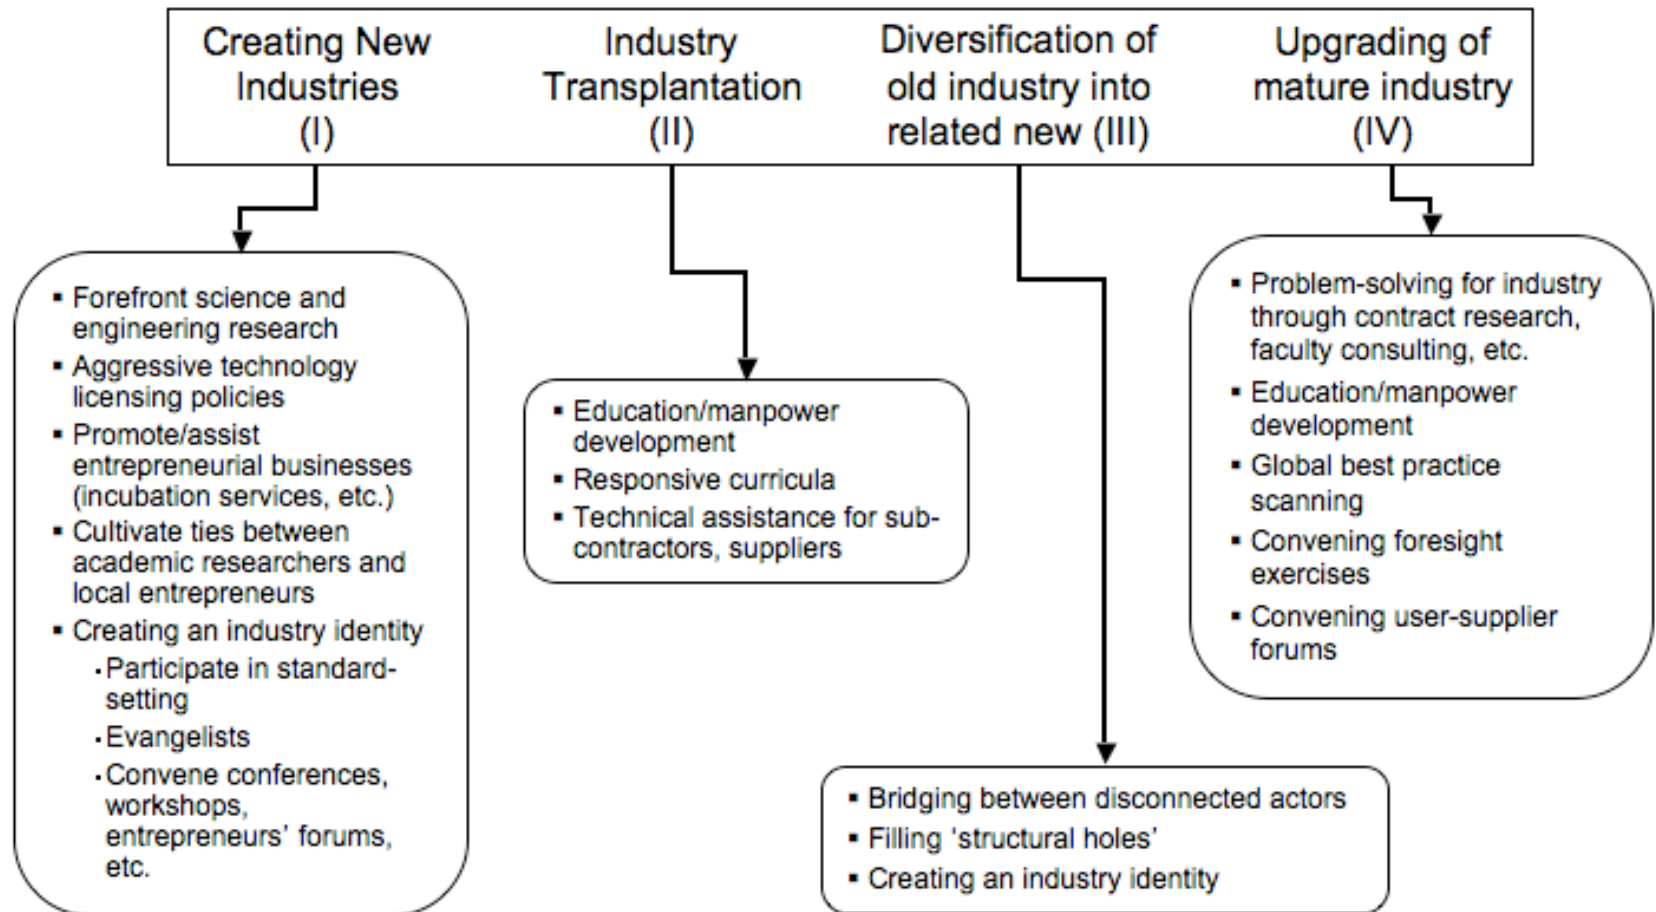 Creating New
Industries
(I)
Industry
Transplantation
(II)
Diversification of
old industry into
related new (III)
Upgrading of
mature industry
(IV)
▪ Forefront science and
engineering research
▪ Aggressive technology
licensing policies
▪ Promote/assist
entrepreneurial businesses
(incubation services, etc.)
▪ Cultivate ties between
academic researchers and
local entrepreneurs
▪ Creating an industry identity
▪ Participate in standard-
setting
▪ Evangelists
▪ Convene conferences,
workshops,
entrepreneurs’ forums,
etc.
▪ Education/manpower
development
▪ Responsive curricula
▪ Technical assistance for sub-
contractors, suppliers
▪ Bridging between disconnected actors
▪ Filling ‘structural holes’
▪ Creating an industry identity
▪ Problem-solving for industry
through contract research,
faculty consulting, etc.
▪ Education/manpower
development
▪ Global best practice
scanning
▪ Convening foresight
exercises
▪ Convening user-supplier
forums